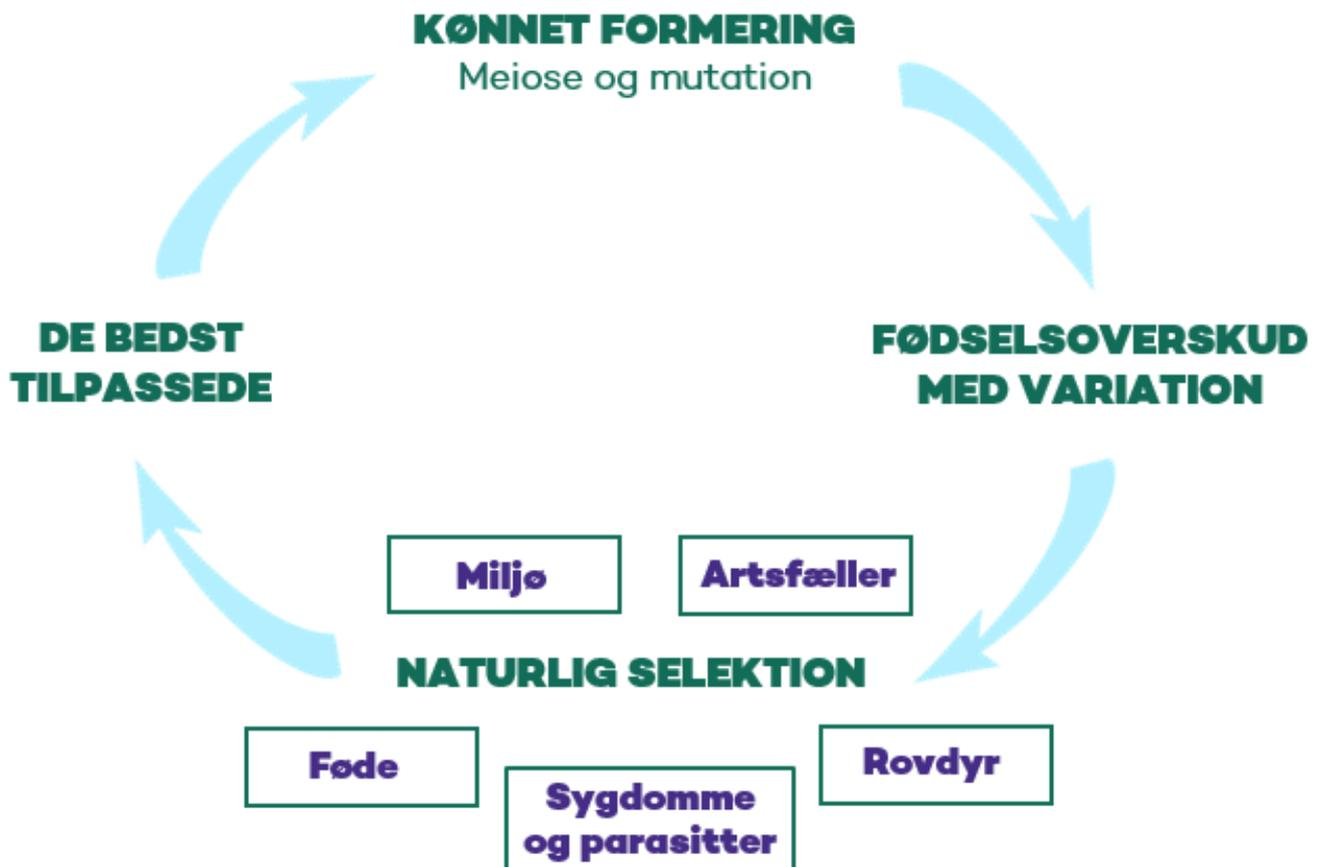 KØNNET FORMERING
Meiose og mutation
DE BEDST
TILPASSEDE
FØDSELSOVERSKUD
MED VARIATION
Miljø
Artsfæller
NATURLIG SELEKTION
Føde
Sygdomme
og parasitter
Rovdyr